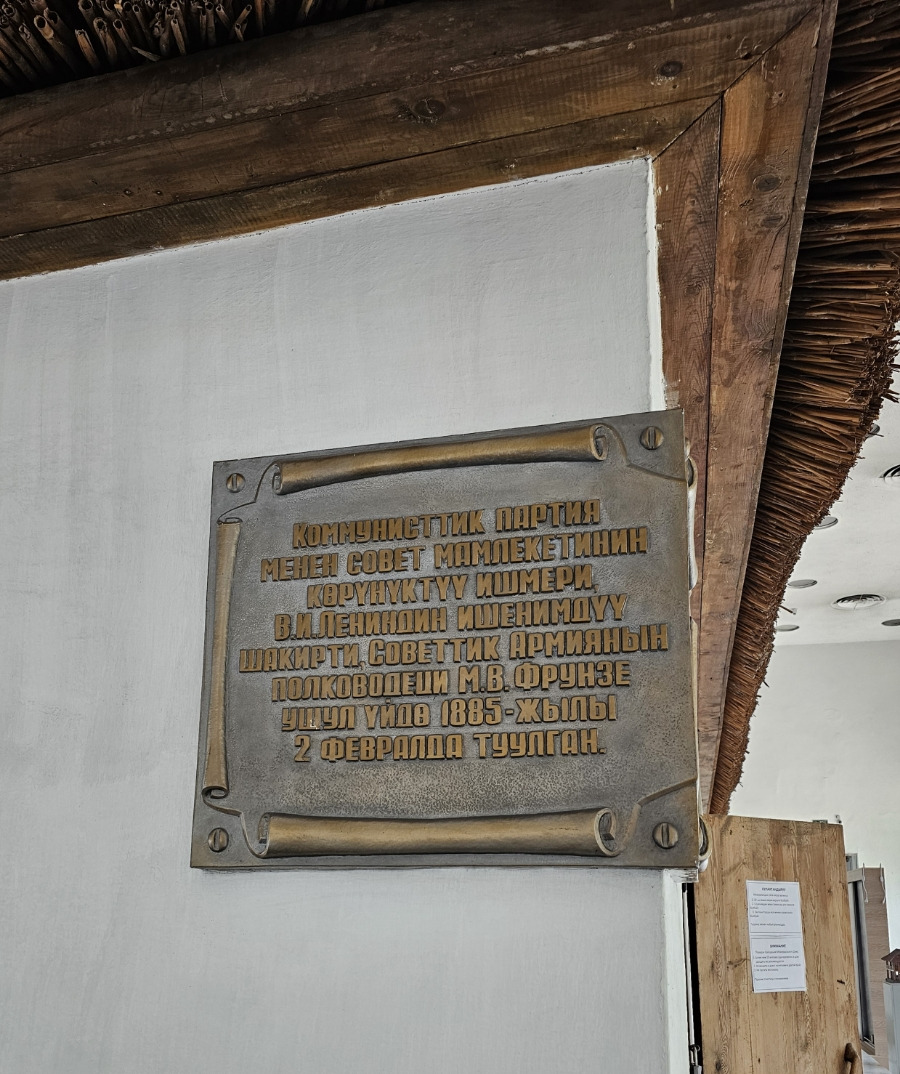 Коммунисттик партия
менен совет мамлекетинин
көрүнүктүү ишмери,
В.И.Лениндин ишенимдүү
шакирти, Советтик Армиянын
полководеци М.В. Фрунзе
ушул үйдө 1885-жылы
2 февралда туулган.